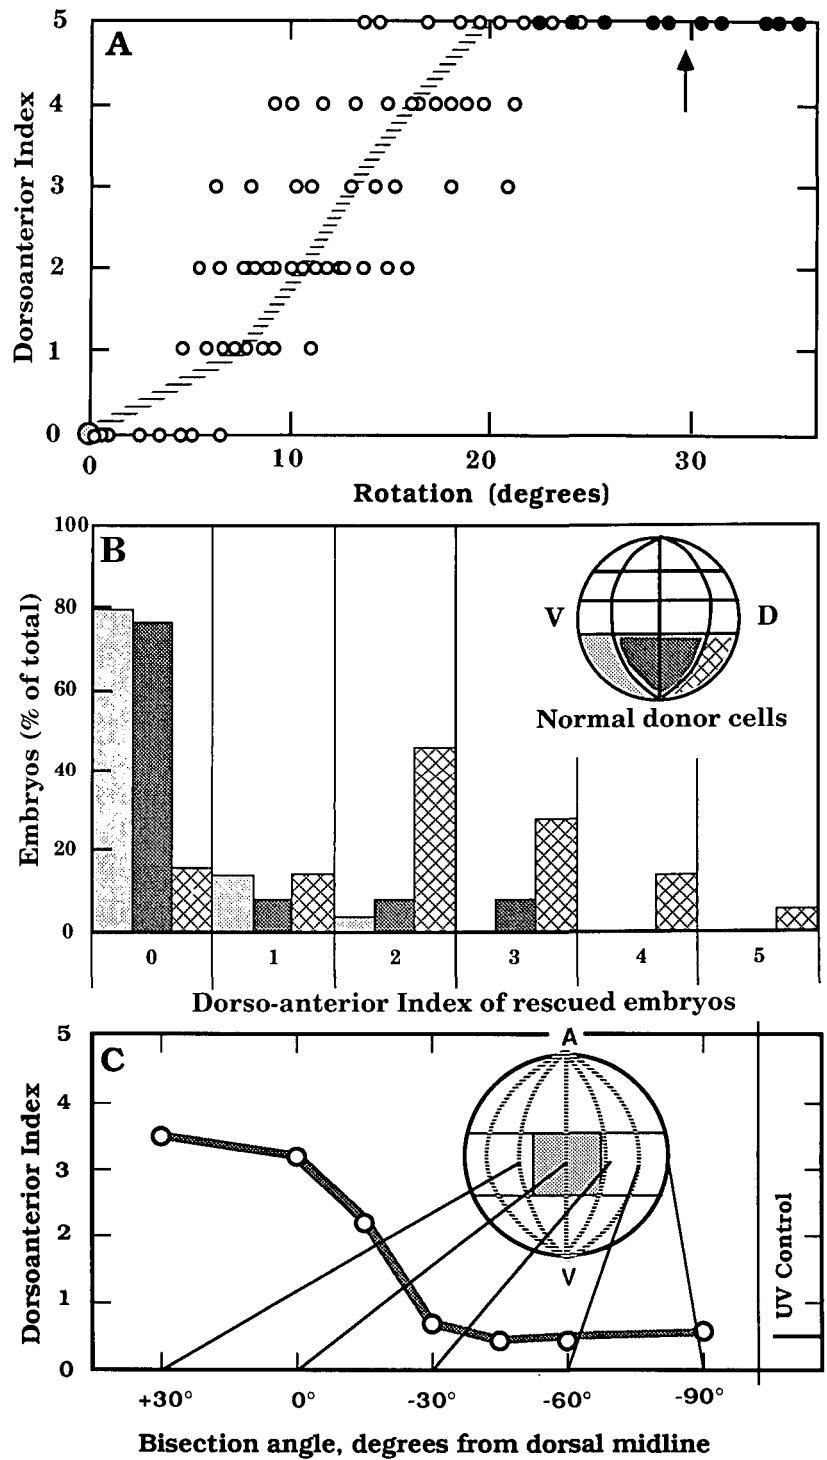 A
5
4
3
2
1
0
Dorsoanterior Index
0 10 20 30
Rotation (degrees)
B
100
80
60
40
20
0
Embryos (% of total)
V D
Normal donor cells
0 1 2 3 4 5
Dorso-anterior Index of rescued embryos
C
5
4
3
2
1
0
Dorsoanterior Index
A
V
UV Control
+30° 0° -30° -60° -90°
Bisection angle, degrees from dorsal midline